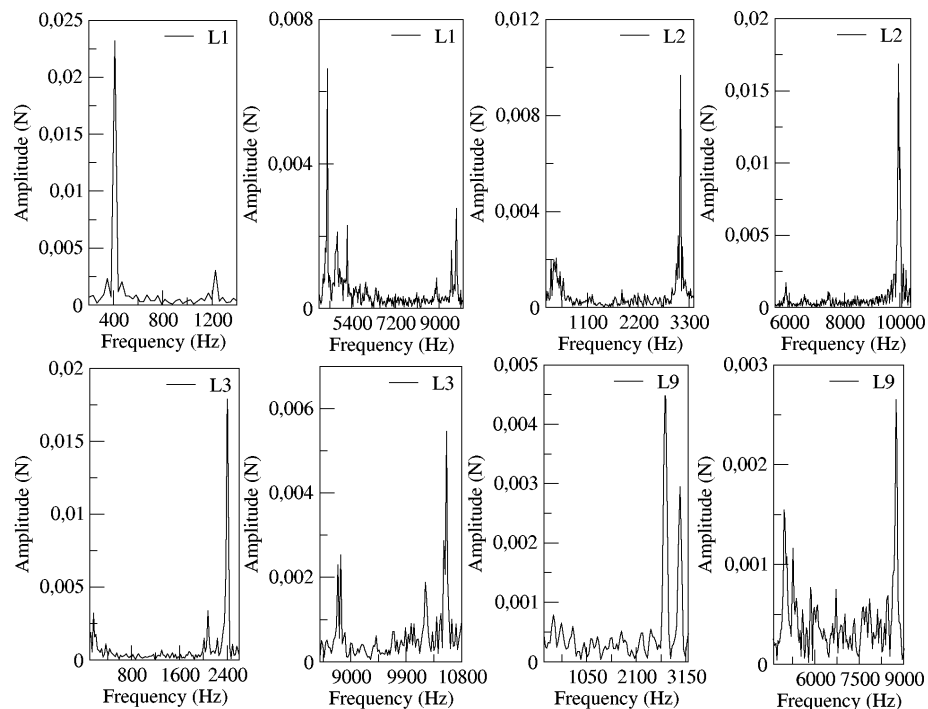 0,025
0,02
0,015
0,01
0,005
0
Amplitude (N)
L1
400 800 1200
Frequency (Hz)
0,008
0,004
0
Amplitude (N)
L1
5400 7200 9000
Frequency (Hz)
0,012
0,008
0,004
0
Amplitude (N)
L2
1100 2200 3300
Frequency (Hz)
0,02
0,015
0,01
0,005
0
Amplitude (N)
L2
6000 8000 10000
Frequency (Hz)
0,02
0,015
0,01
0,005
0
Amplitude (N)
L3
800 1600 2400
Frequency (Hz)
0,006
0,004
0,002
0
Amplitude (N)
L3
9000 9900 10800
Frequency (Hz)
0,005
0,004
0,003
0,002
0,001
0
Amplitude (N)
L9
1050 2100 3150
Frequency (Hz)
0,003
0,002
0,001
0
Amplitude (N)
L9
6000 7500 9000
Frequency (Hz)